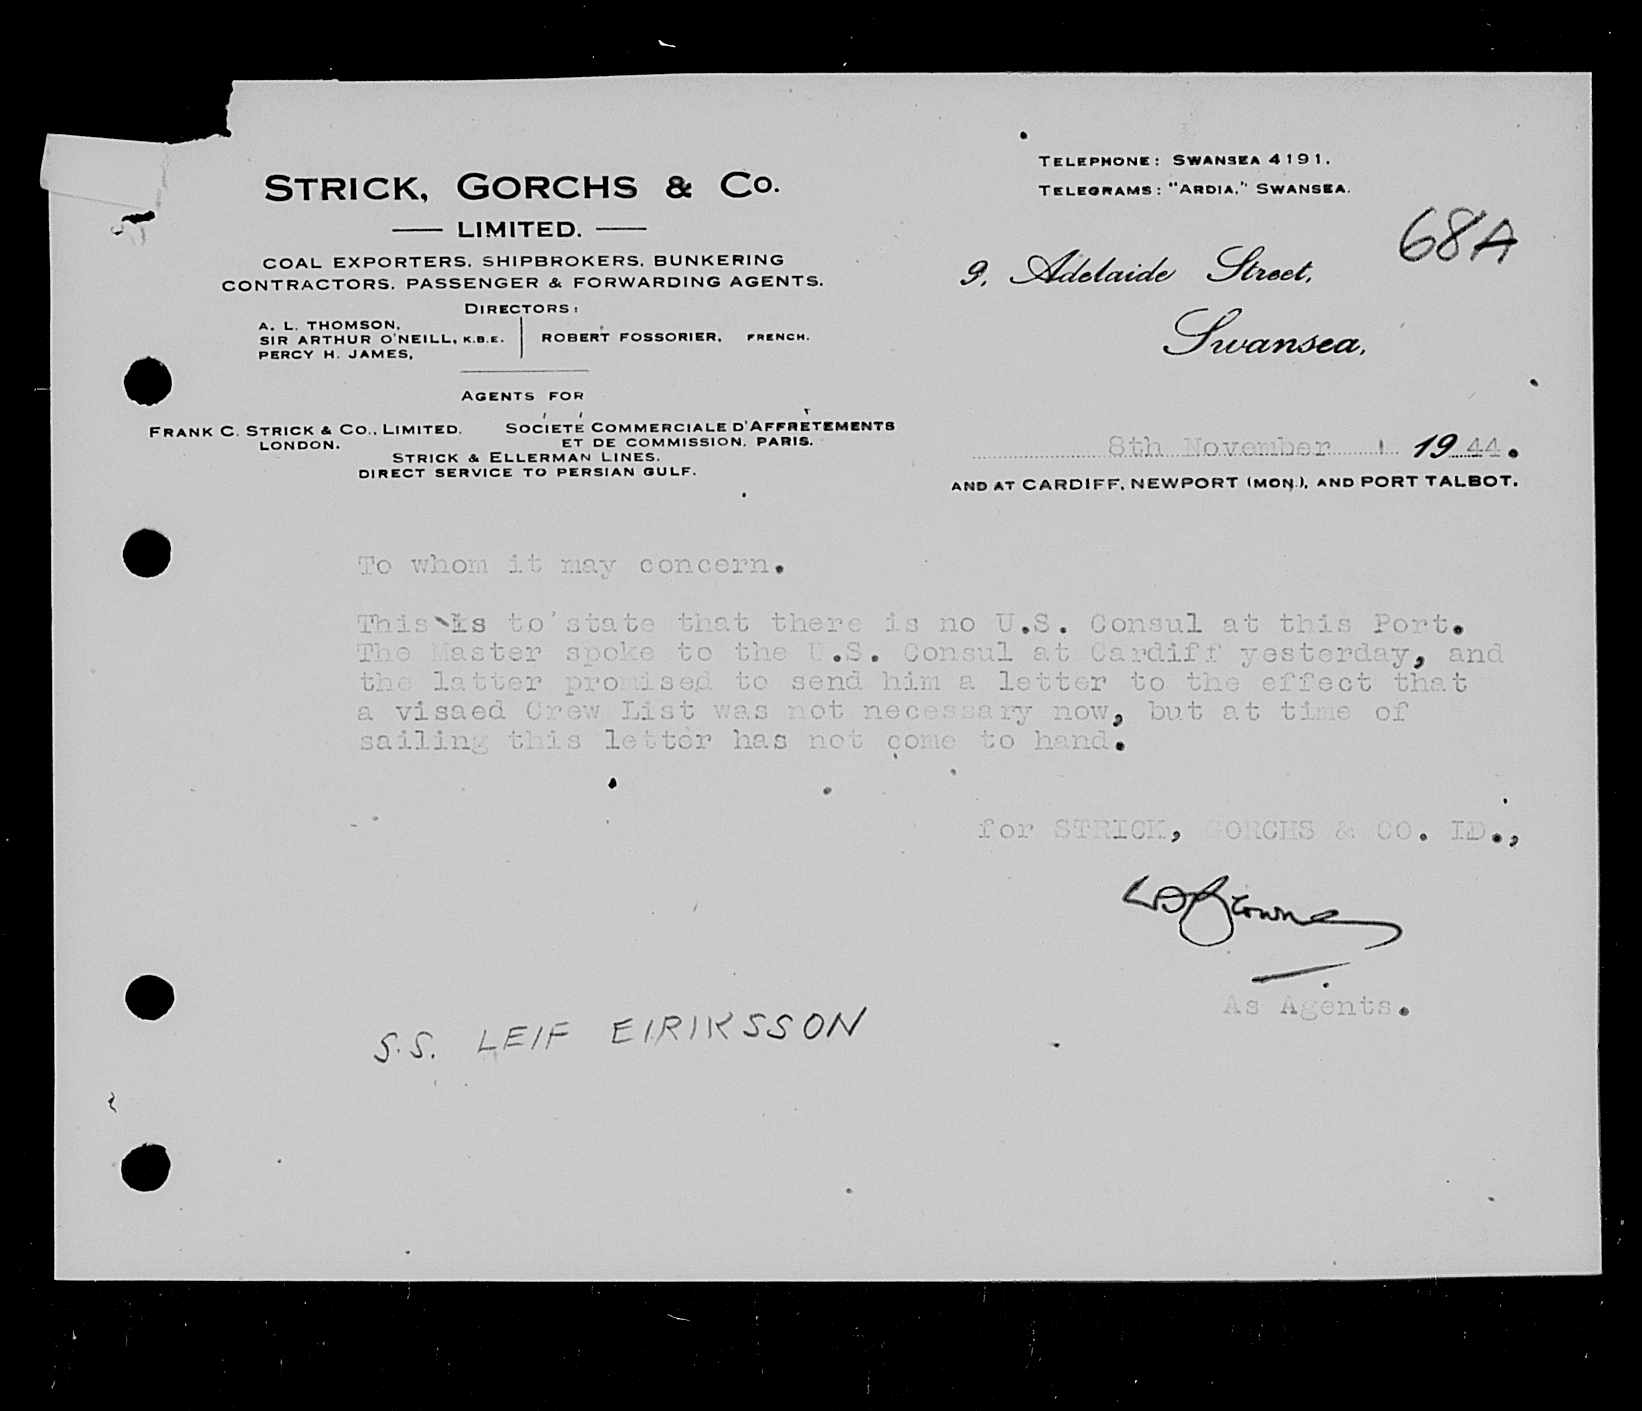 STRICK, GORCHS & CO.
LIMITED.
COAL EXPORTERS, SHIPBROKERS, BUNKERING
CONTRACTORS, PASSENGER & FORWARDING AGENTS.
DIRECTORS:
A. L. THOMSON,
SIR ARTHUR O'NEILL, K.B.E.
PERCY H. JAMES,
ROBERT FOSSORIER, FRENCH.
AGENTS FOR
FRANK C. STRICK & CO., LIMITED.
LONDON.
SOCIÉTÉ COMMERCIALE D'AFFRÈTEMENTS
ET DE COMMISSION, PARIS.
STRICK & ELLERMAN LINES.
DIRECT SERVICE TO PERSIAN GULF.
TELEPHONE: SWANSEA 4191.
TELEGRAMS: "ARDIA," SWANSEA.
68A
9, Adelaide Street,
Swansea,
8th November 1944.
AND AT CARDIFF, NEWPORT (MON.), AND PORT TALBOT.
To whom it may concern.
This is to state that there is no U.S. Consul at this Port.
The Master spoke to the U.S. Consul at Cardiff yesterday, and
the latter promised to send him a letter to the effect that
a visaed Crew List was not necessary now, but at time of
sailing this letter has not come to hand.
for STRICK, GORCHS & CO. LD.,
As Agents.
S.S. LEIF EIRIKSSON